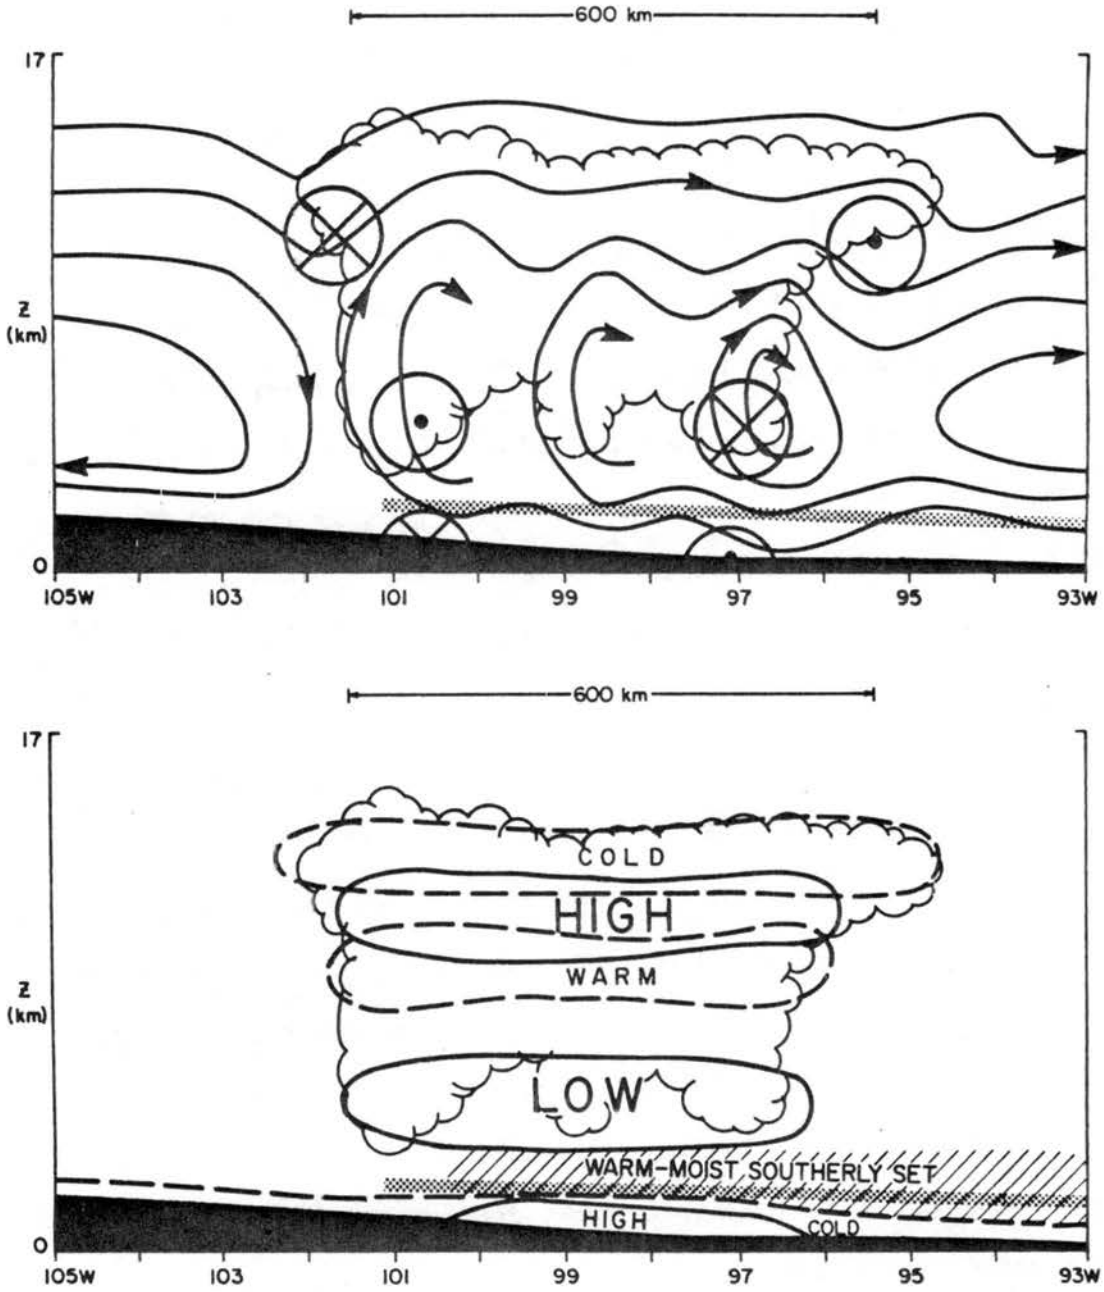 600 km
17
Z
(km)
0
105W 103 101 99 97 95 93W
600 km
17
COLD
HIGH
WARM
Z
(km)
LOW
WARM-MOIST SOUTHERLY SET
HIGH
COLD
0
105W 103 101 99 97 95 93W